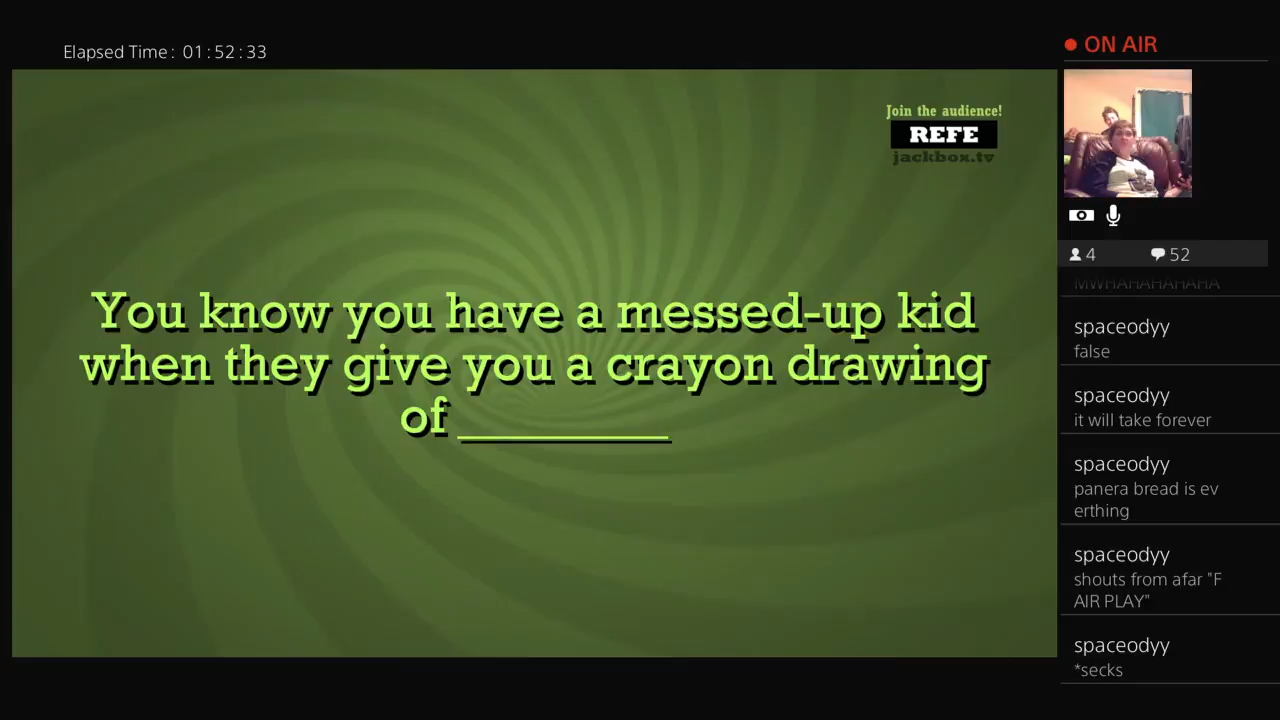 Elapsed Time: 01:52:33
ON AIR
Join the audience!
REFE
jackbox.tv
You know you have a messed-up kid
when they give you a crayon drawing
of __________
4
52
MWHAHAHAHAHA
spaceodyy
false
spaceodyy
it will take forever
spaceodyy
panera bread is ev
erthing
spaceodyy
shouts from afar "F
AIR PLAY"
spaceodyy
*secks